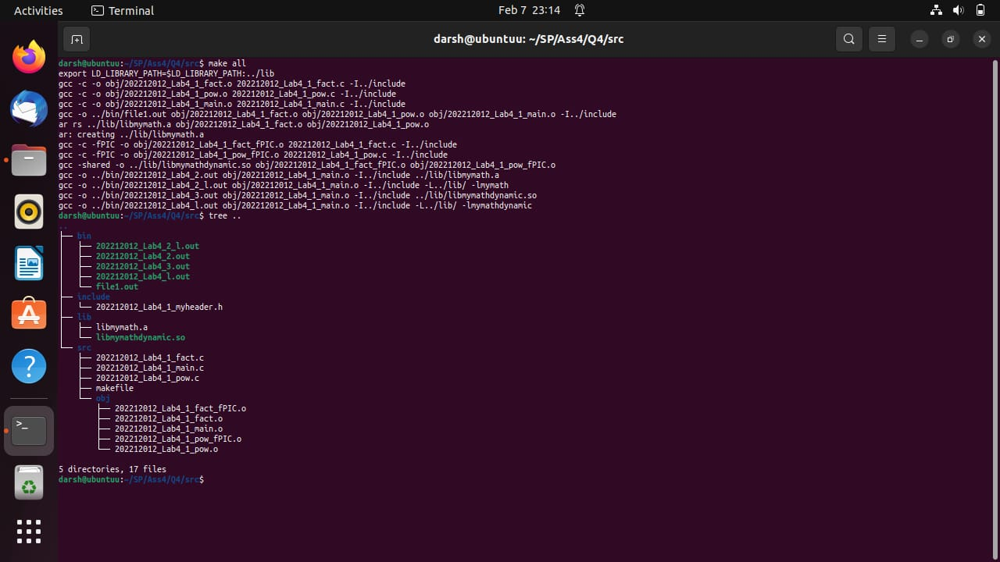 Activities Terminal Feb 7 23:14
darsh@ubuntuu: ~/SP/Ass4/Q4/src
darsh@ubuntuu:~/SP/Ass4/Q4/src$ make all
export LD_LIBRARY_PATH=$LD_LIBRARY_PATH:../lib
gcc -c -o obj/202212012_Lab4_1_fact.o 202212012_Lab4_1_fact.c -I../include
gcc -c -o obj/202212012_Lab4_1_pow.o 202212012_Lab4_1_pow.c -I../include
gcc -c -o obj/202212012_Lab4_1_main.o 202212012_Lab4_1_main.c -I../include
gcc -o ../bin/file1.out obj/202212012_Lab4_1_fact.o obj/202212012_Lab4_1_pow.o obj/202212012_Lab4_1_main.o -I../include
ar rs ../lib/libmymath.a obj/202212012_Lab4_1_fact.o obj/202212012_Lab4_1_pow.o
ar: creating ../lib/libmymath.a
gcc -c -fPIC -o obj/202212012_Lab4_1_fact_fPIC.o 202212012_Lab4_1_fact.c -I../include
gcc -c -fPIC -o obj/202212012_Lab4_1_pow_fPIC.o 202212012_Lab4_1_pow.c -I../include
gcc -shared -o ../lib/libmymathdynamic.so obj/202212012_Lab4_1_fact_fPIC.o obj/202212012_Lab4_1_pow_fPIC.o
gcc -o ../bin/202212012_Lab4_2.out obj/202212012_Lab4_1_main.o -I../include ../lib/libmymath.a
gcc -o ../bin/202212012_Lab4_2_l.out obj/202212012_Lab4_1_main.o -I../include -L../lib/ -lmymath
gcc -o ../bin/202212012_Lab4_3.out obj/202212012_Lab4_1_main.o -I../include ../lib/libmymathdynamic.so
gcc -o ../bin/202212012_Lab4_l.out obj/202212012_Lab4_1_main.o -I../include -L../lib/ -lmymathdynamic
darsh@ubuntuu:~/SP/Ass4/Q4/src$ tree ..
..
├── bin
│   ├── 202212012_Lab4_2_l.out
│   ├── 202212012_Lab4_2.out
│   ├── 202212012_Lab4_3.out
│   ├── 202212012_Lab4_l.out
│   └── file1.out
├── include
│   └── 202212012_Lab4_1_myheader.h
├── lib
│   ├── libmymath.a
│   └── libmymathdynamic.so
└── src
    ├── 202212012_Lab4_1_fact.c
    ├── 202212012_Lab4_1_main.c
    ├── 202212012_Lab4_1_pow.c
    ├── makefile
    └── obj
        ├── 202212012_Lab4_1_fact_fPIC.o
        ├── 202212012_Lab4_1_fact.o
        ├── 202212012_Lab4_1_main.o
        ├── 202212012_Lab4_1_pow_fPIC.o
        └── 202212012_Lab4_1_pow.o
5 directories, 17 files
darsh@ubuntuu:~/SP/Ass4/Q4/src$